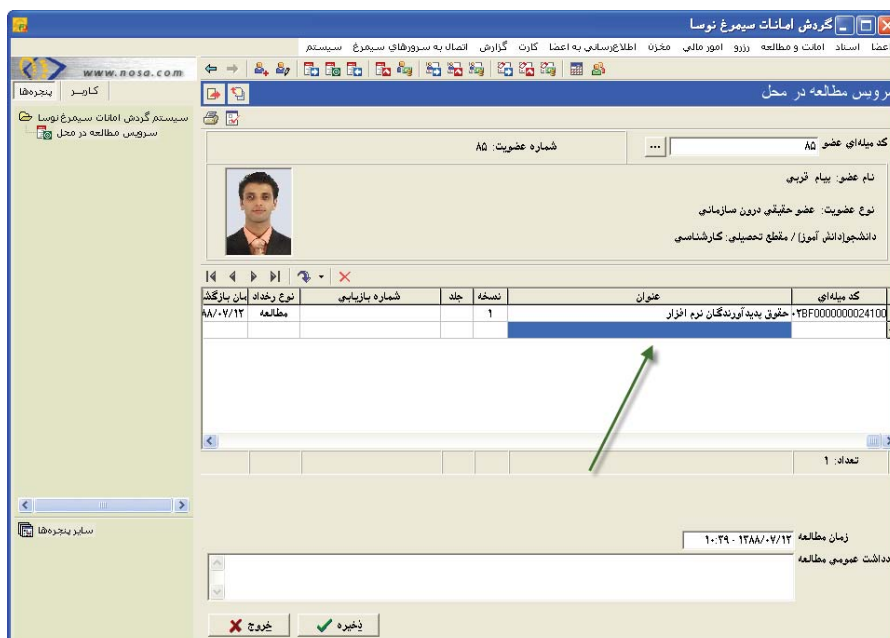 گردش امانات سیمرغ نوسا
اعضا اسناد امانت و مطالعه رزرو امور مالی مخزن اطلاع‌رسانی به اعضا کارت گزارش اتصال به سرورهای سیمرغ سیستم
www.nosa.com
کاربر پنجره‌ها
سیستم گردش امانات سیمرغ نوسا
سرویس مطالعه در محل
سرویس مطالعه در محل
کد میله‌ای عضو ۸۵
...
شماره عضویت: ۸۵
نام عضو: پیام قربی
نوع عضویت: عضو حقیقی درون سازمانی
دانشجو(دانش آموز) / مقطع تحصیلی: کارشناسی
کد میله‌ای عنوان نسخه جلد شماره بازیابی نوع رخداد مان بازگش
۰۲BF0000000024100 حقوق پدیدآورندگان نرم افزار ۱ مطالعه ۸۸/۰۷/۱۲
تعداد: ۱
سایر پنجره‌ها
زمان مطالعه ۱۳۸۸/۰۷/۱۲ - ۱۰:۲۹
ددداشت عمومی مطالعه
ذخیره خروج